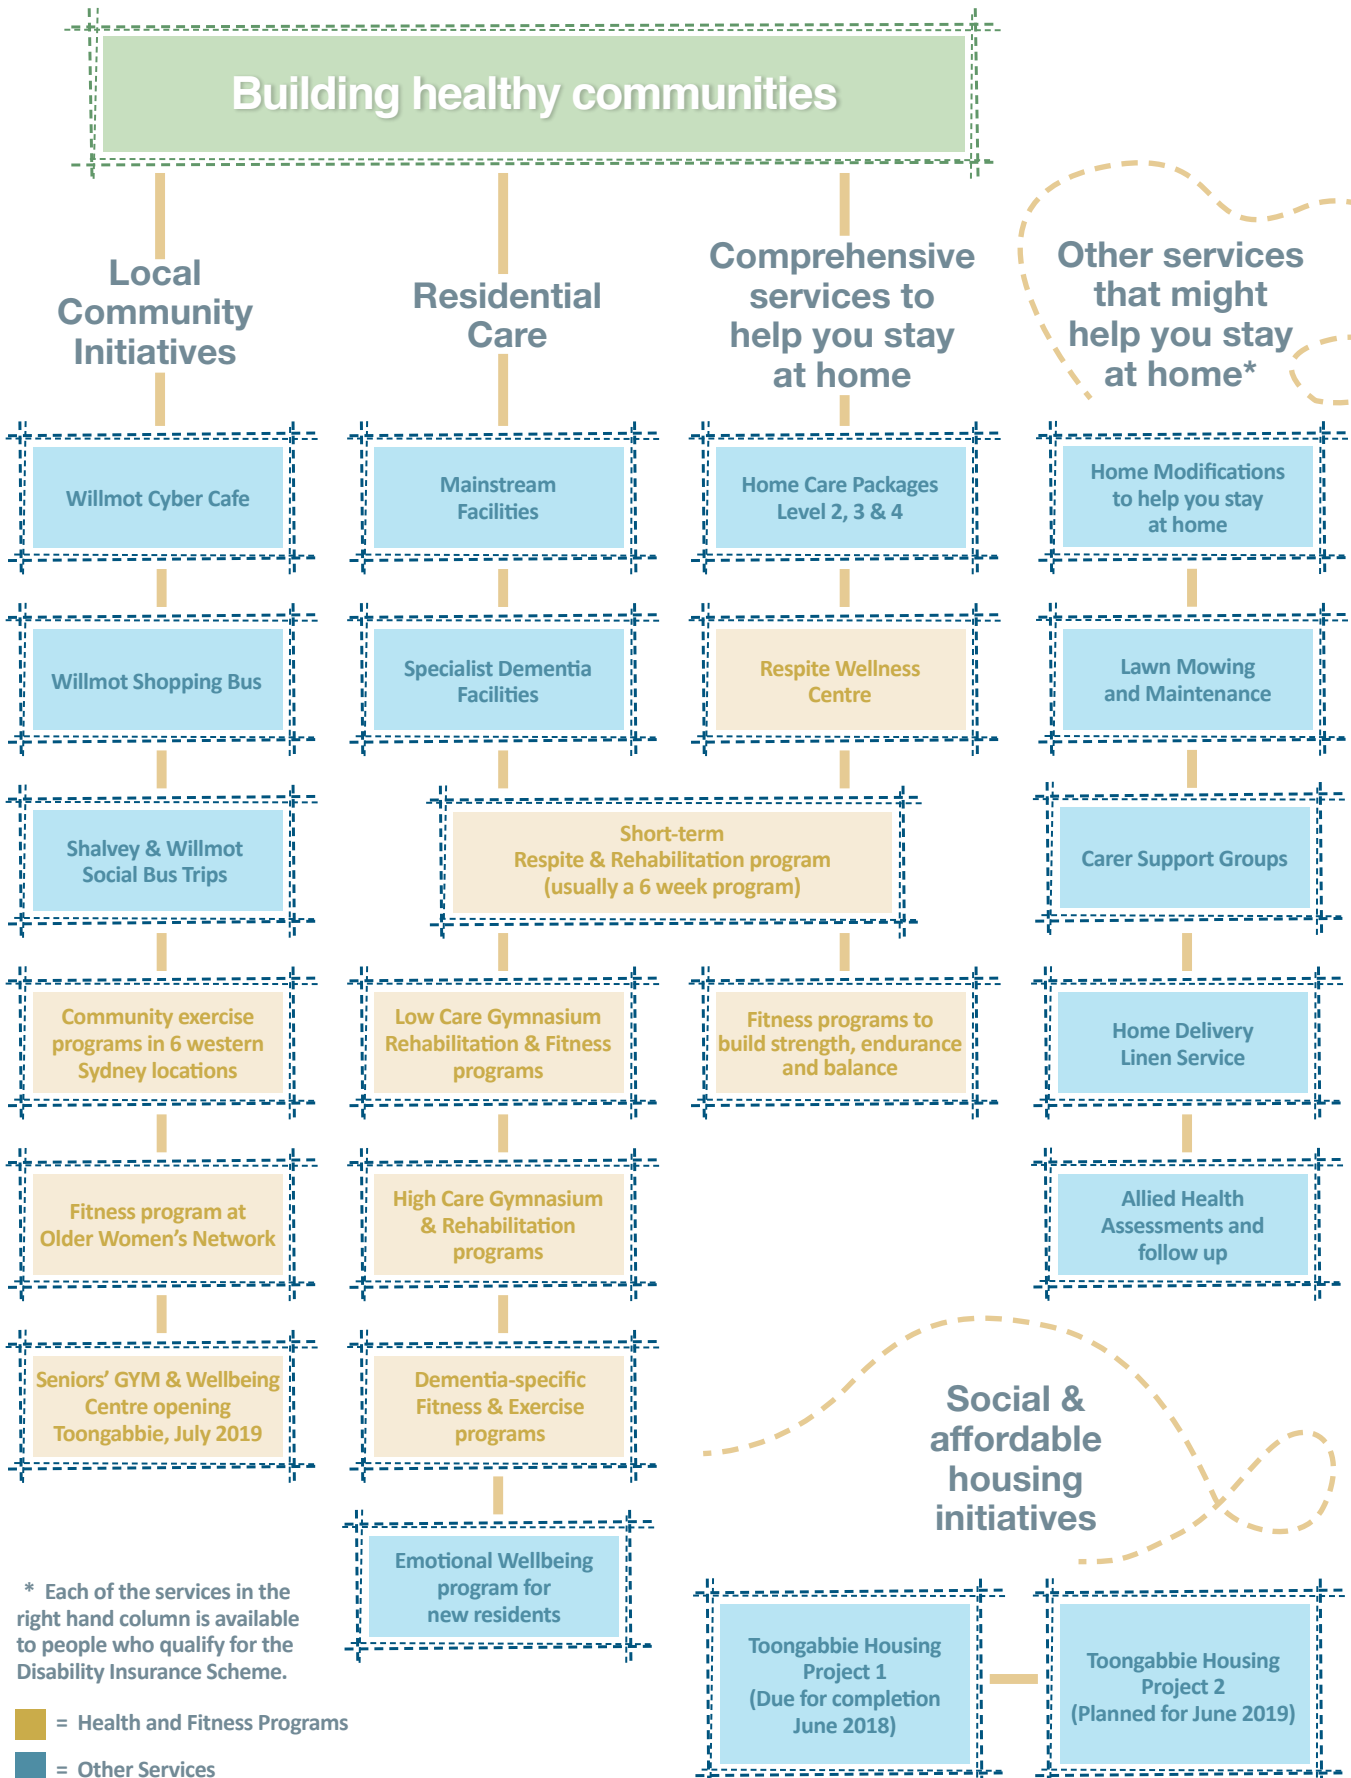 Building healthy communities
Local
Community
Initiatives
Willmot Cyber Cafe
Willmot Shopping Bus
Shalvey & Willmot
Social Bus Trips
Community exercise
programs in 6 western
Sydney locations
Fitness program at
Older Women’s Network
Seniors’ GYM & Wellbeing
Centre opening
Toongabbie, July 2019
Residential
Care
Mainstream
Facilities
Specialist Dementia
Facilities
Short-term
Respite & Rehabilitation program
(usually a 6 week program)
Low Care Gymnasium
Rehabilitation & Fitness
programs
High Care Gymnasium
& Rehabilitation
programs
Dementia-specific
Fitness & Exercise
programs
Emotional Wellbeing
program for
new residents
Comprehensive
services to
help you stay
at home
Home Care Packages
Level 2, 3 & 4
Respite Wellness
Centre
Fitness programs to
build strength, endurance
and balance
Other services
that might
help you stay
at home*
Home Modifications
to help you stay
at home
Lawn Mowing
and Maintenance
Carer Support Groups
Home Delivery
Linen Service
Allied Health
Assessments and
follow up
Social &
affordable
housing
initiatives
Toongabbie Housing
Project 1
(Due for completion
June 2018)
Toongabbie Housing
Project 2
(Planned for June 2019)
* Each of the services in the
right hand column is available
to people who qualify for the
Disability Insurance Scheme.
= Health and Fitness Programs
= Other Services